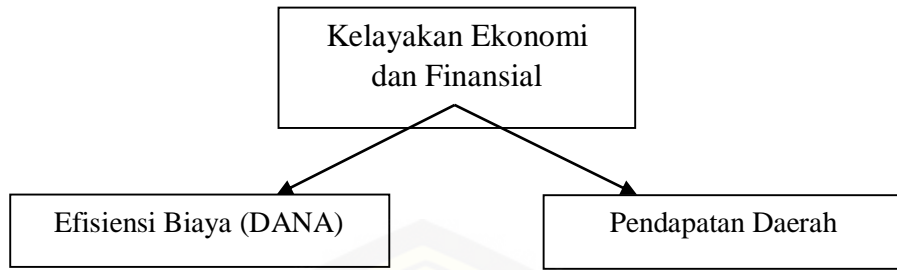 Kelayakan Ekonomi
dan Finansial
Efisiensi Biaya (DANA)
Pendapatan Daerah